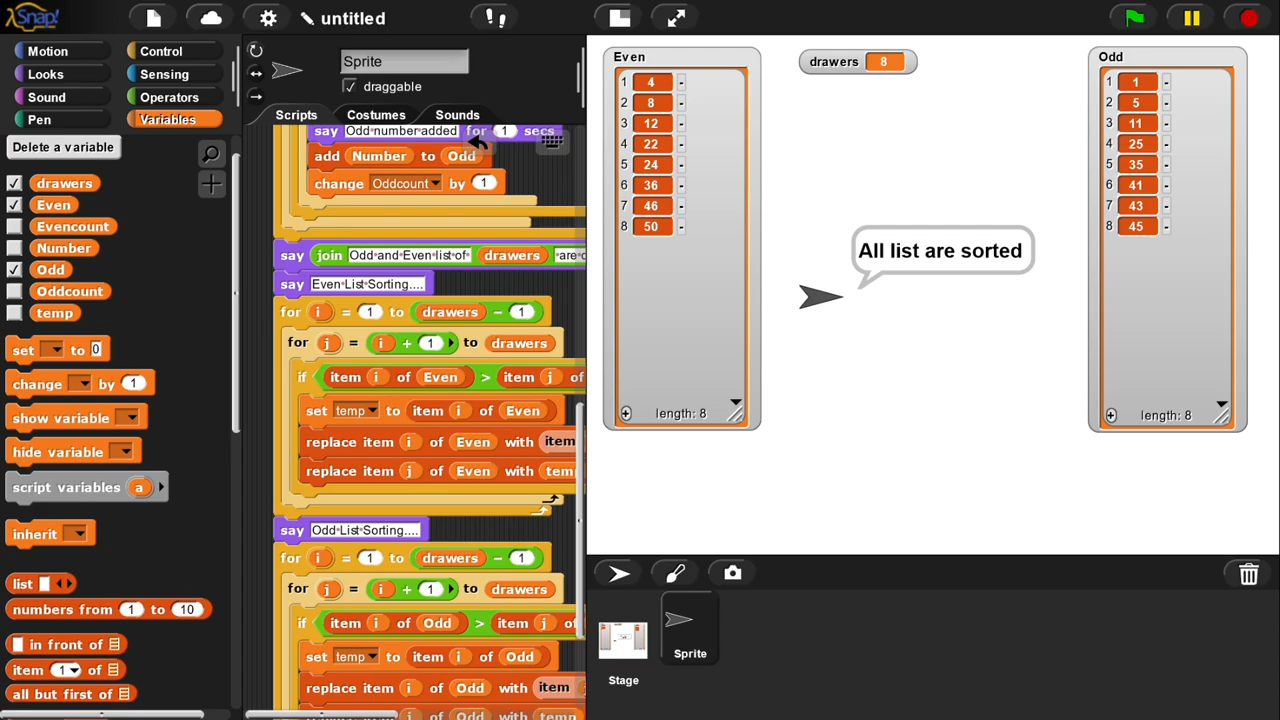 Snap!
untitled
Motion
Control
Looks
Sensing
Sound
Operators
Pen
Variables
Delete a variable
drawers
Even
Evencount
Number
Odd
Oddcount
temp
set to 0
change by 1
show variable
hide variable
script variables a
inherit
list
numbers from 1 to 10
in front of
item 1 of
all but first of
Sprite
draggable
Scripts Costumes Sounds
say Odd number added for 1 secs
add Number to Odd
change Oddcount by 1
say join Odd and Even list of drawers are
say Even List Sorting....
for i = 1 to drawers − 1
for j = i + 1 to drawers
if item i of Even > item j of
set temp to item i of Even
replace item i of Even with item
replace item j of Even with temp
say Odd List Sorting....
for i = 1 to drawers − 1
for j = i + 1 to drawers
if item i of Odd > item j of
set temp to item i of Odd
replace item i of Odd with item
replace item j of Odd with temp
Even
1 4 -
2 8 -
3 12 -
4 22 -
5 24 -
6 36 -
7 46 -
8 50 -
length: 8
drawers 8
All list are sorted
Odd
1 1 -
2 5 -
3 11 -
4 25 -
5 35 -
6 41 -
7 43 -
8 45 -
length: 8
Stage
Sprite